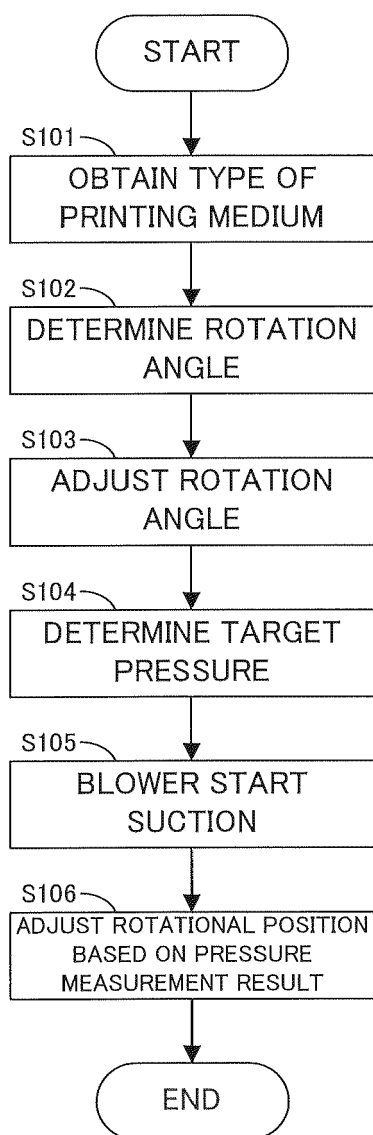 START
S101
OBTAIN TYPE OF
PRINTING MEDIUM
S102
DETERMINE ROTATION
ANGLE
S103
ADJUST ROTATION
ANGLE
S104
DETERMINE TARGET
PRESSURE
S105
BLOWER START
SUCTION
S106
ADJUST ROTATIONAL POSITION
BASED ON PRESSURE
MEASUREMENT RESULT
END